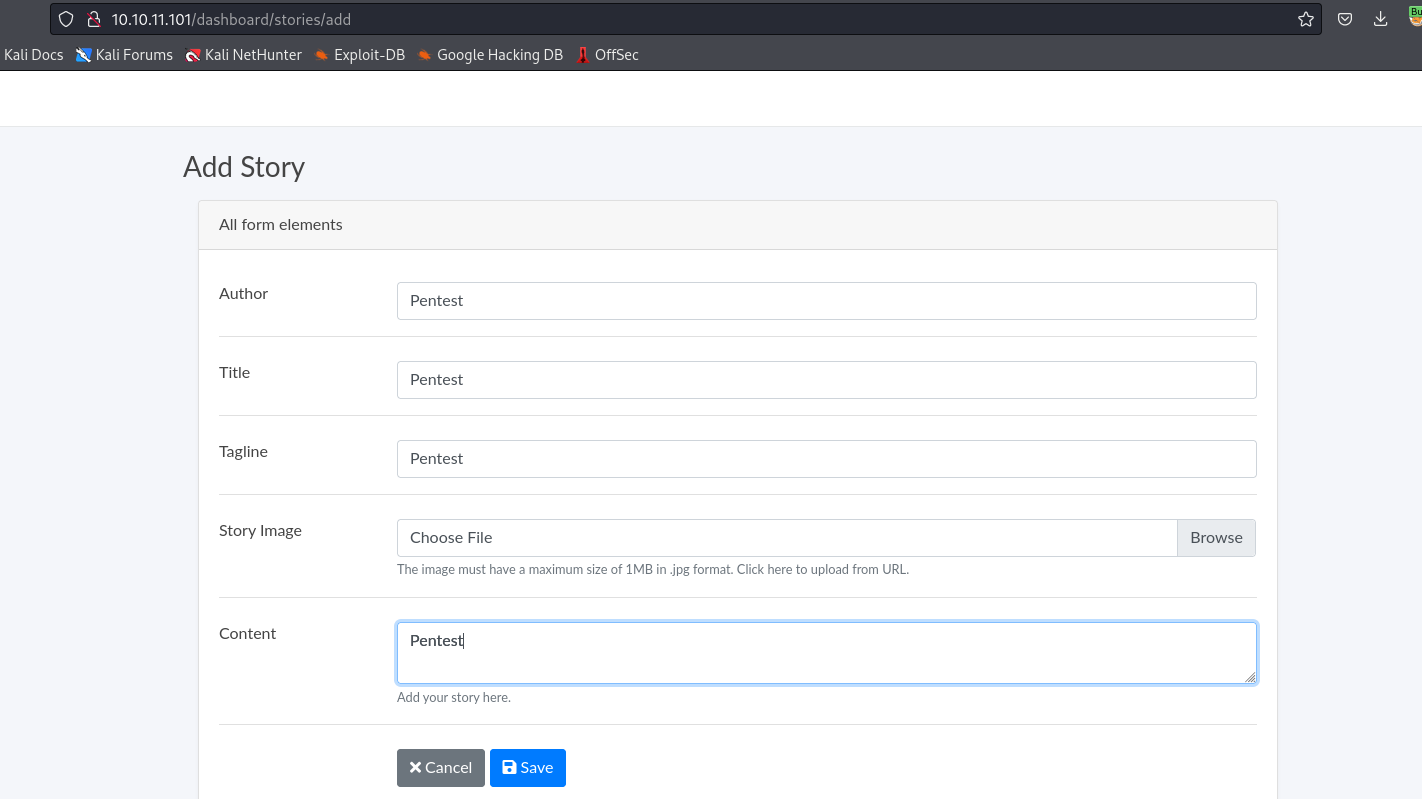 10.10.11.101/dashboard/stories/add
Bu
Kali Docs Kali Forums Kali NetHunter Exploit-DB Google Hacking DB OffSec
Add Story
All form elements
Author Pentest
Title Pentest
Tagline Pentest
Story Image Choose File Browse
The image must have a maximum size of 1MB in .jpg format. Click here to upload from URL.
Content Pentest
Add your story here.
Cancel Save